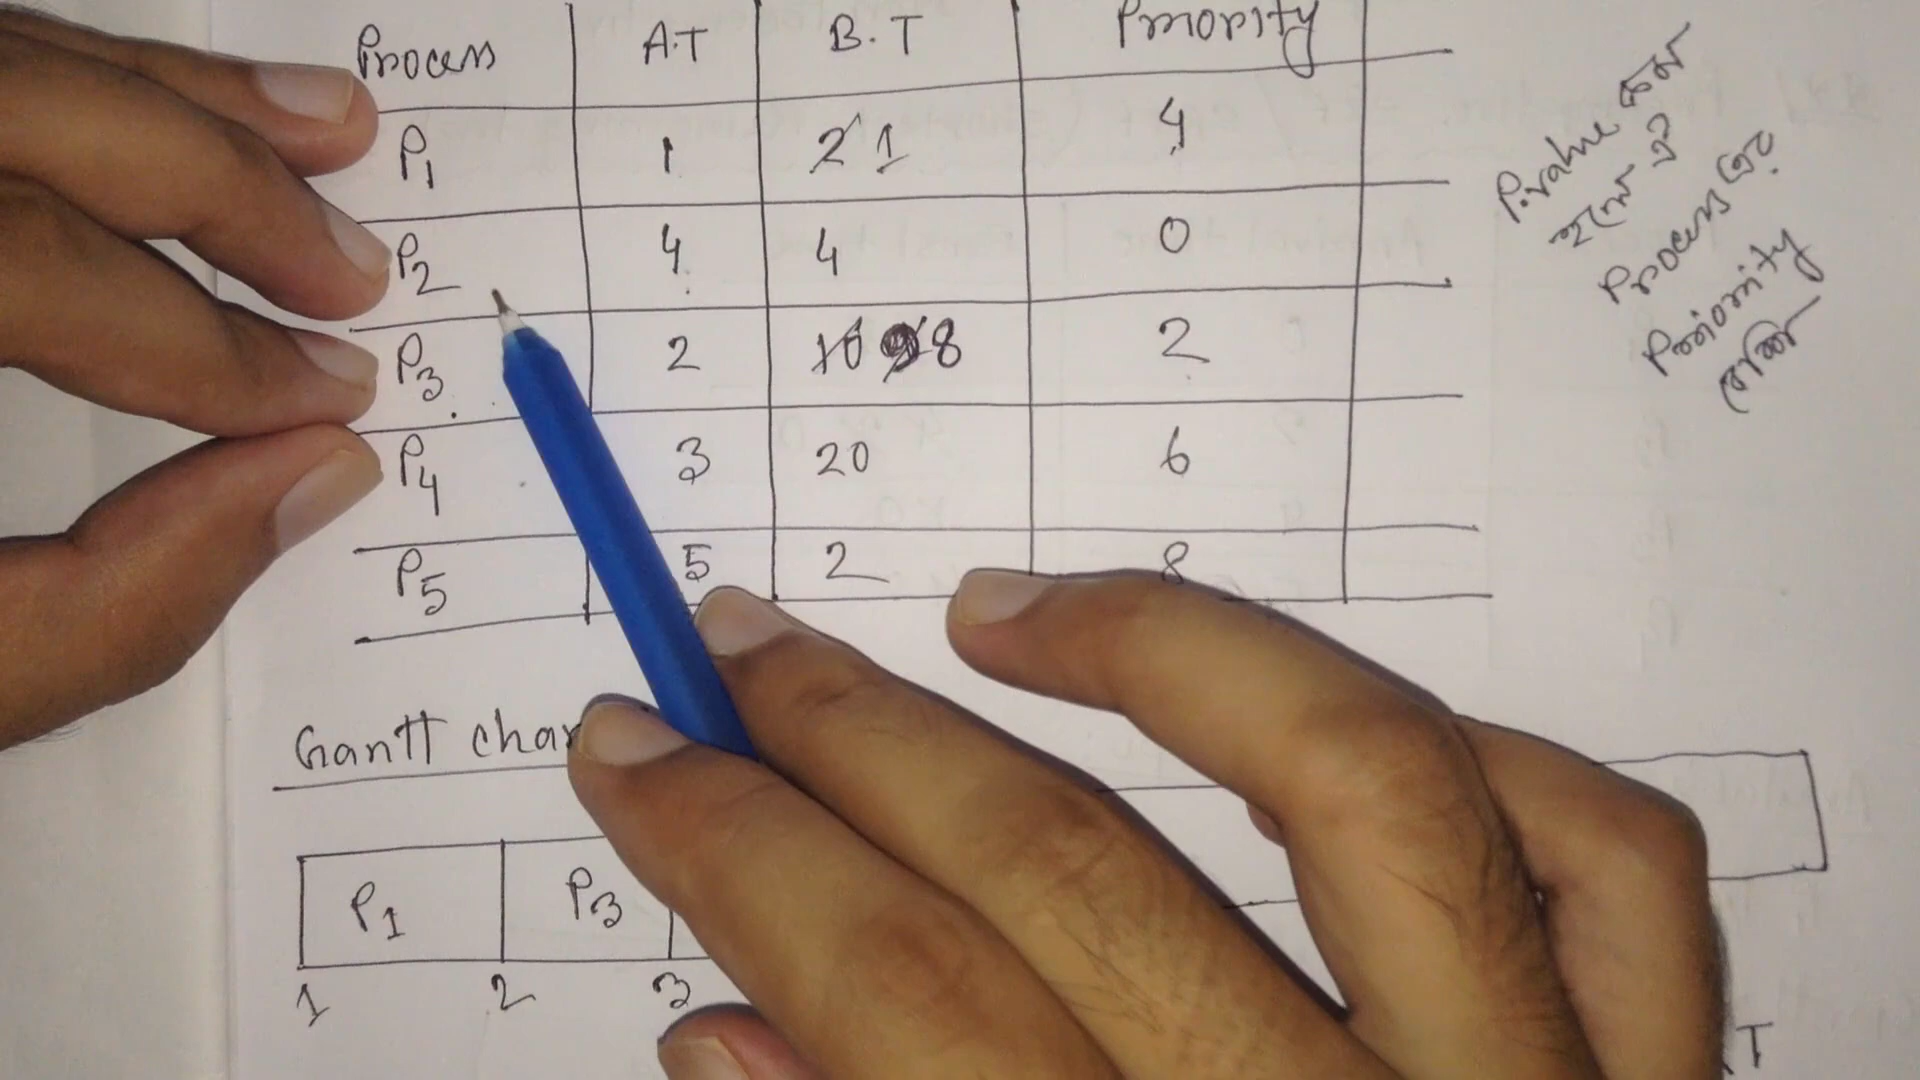 Process A.T B.T Priority
P1 1 2 1 4
P2 4 4 0
P3 2 10 9 8 2
P4 3 20 6
P5 5 2 8
P.value কম
হলে ঐ
Process এর
Priority
বেশি
Gantt char
P1 P3
1 2 3
T